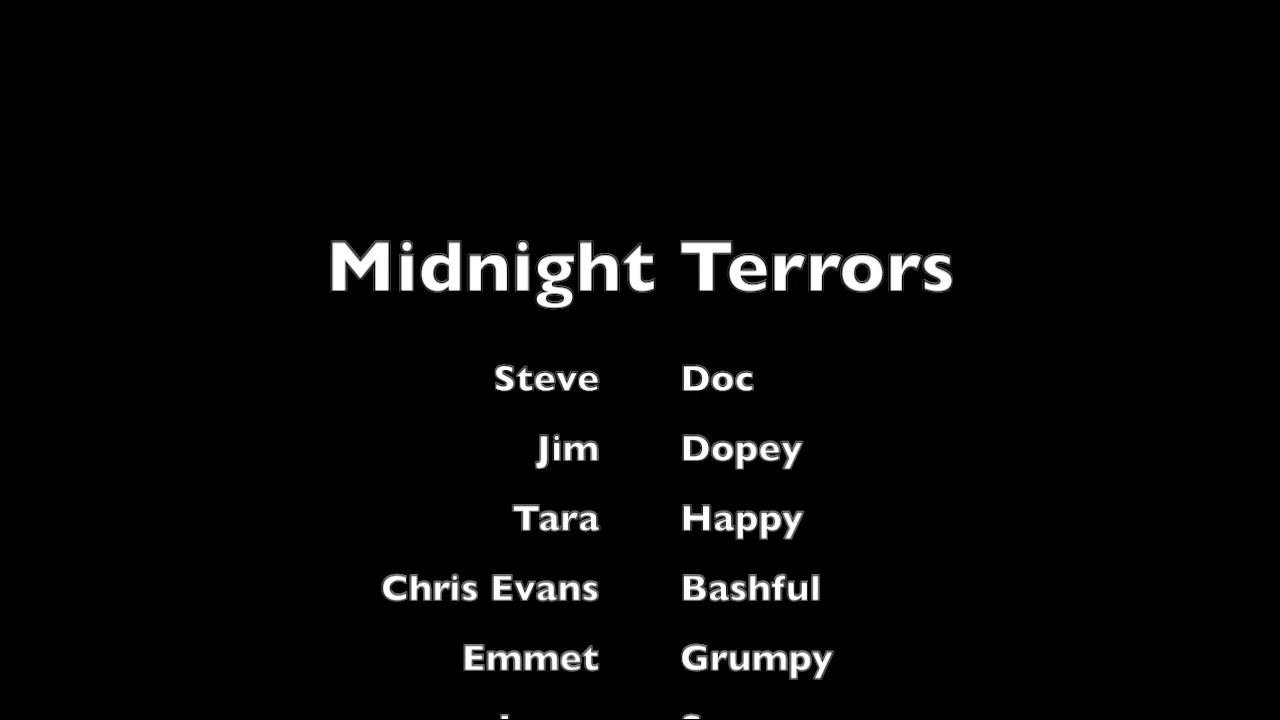 Midnight Terrors
Steve Doc
Jim Dopey
Tara Happy
Chris Evans Bashful
Emmet Grumpy